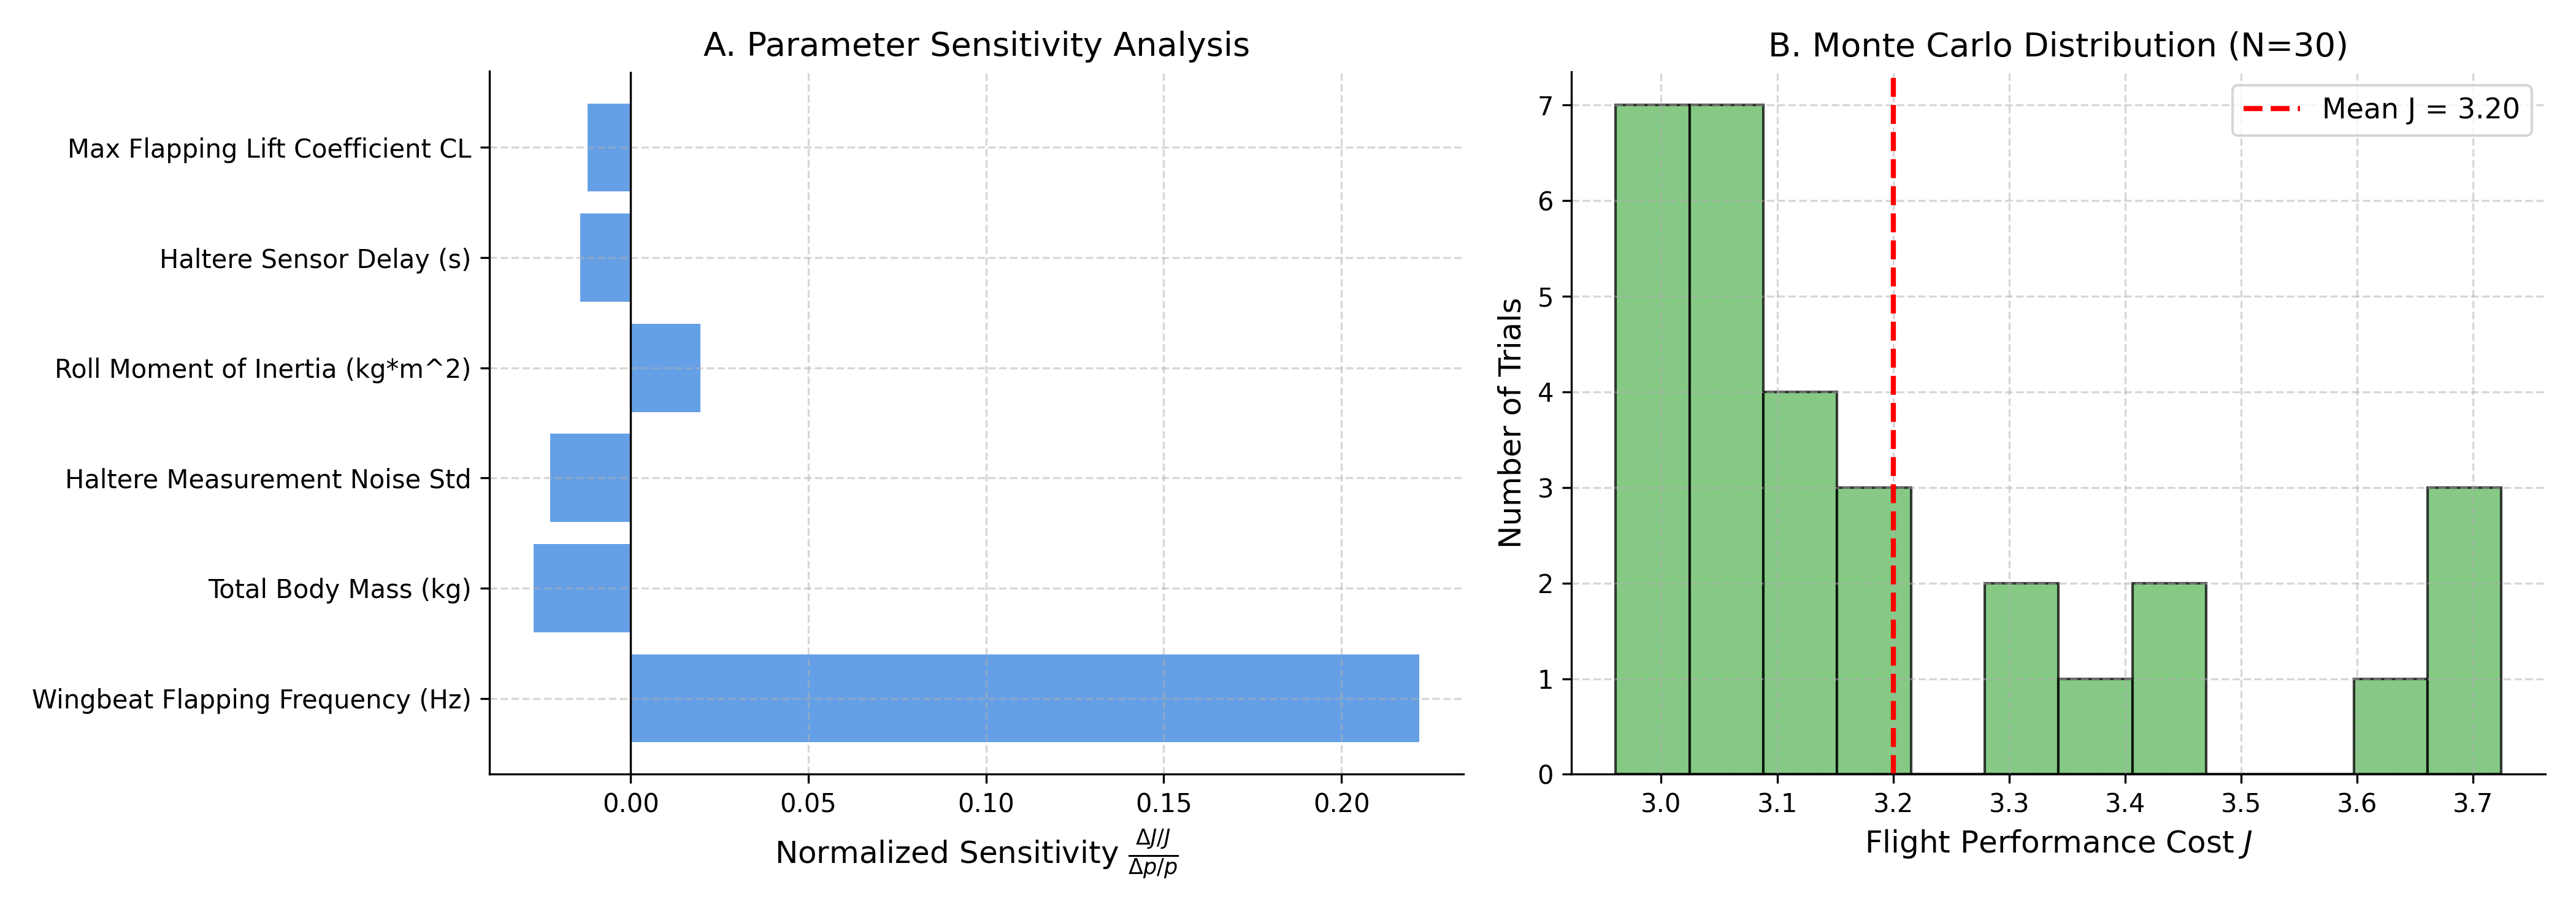 A. Parameter Sensitivity Analysis
Max Flapping Lift Coefficient CL
Haltere Sensor Delay (s)
Roll Moment of Inertia (kg*m^2)
Haltere Measurement Noise Std
Total Body Mass (kg)
Wingbeat Flapping Frequency (Hz)
0.00 0.05 0.10 0.15 0.20
Normalized Sensitivity ΔJ/J / Δp/p
B. Monte Carlo Distribution (N=30)
Mean J = 3.20
Number of Trials
7
6
5
4
3
2
1
0
3.0 3.1 3.2 3.3 3.4 3.5 3.6 3.7
Flight Performance Cost J